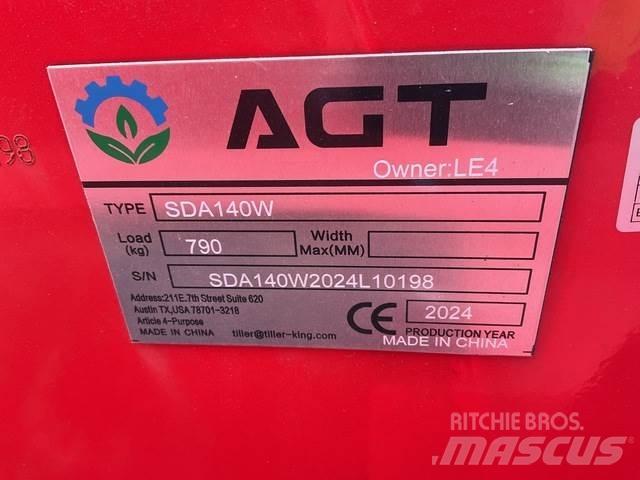 AGT
Owner:LE4
TYPE SDA140W
Load (kg) 790 Width Max(MM)
S/N SDA140W2024L10198
Address:211E.7th Street Suite 620
Austin TX,USA 78701-3218
Article 4-Purpose
MADE IN CHINA tiller@tiller-king.com
CE 2024
PRODUCTION YEAR
MADE IN CHINA
98
RITCHIE BROS.
MASCUS